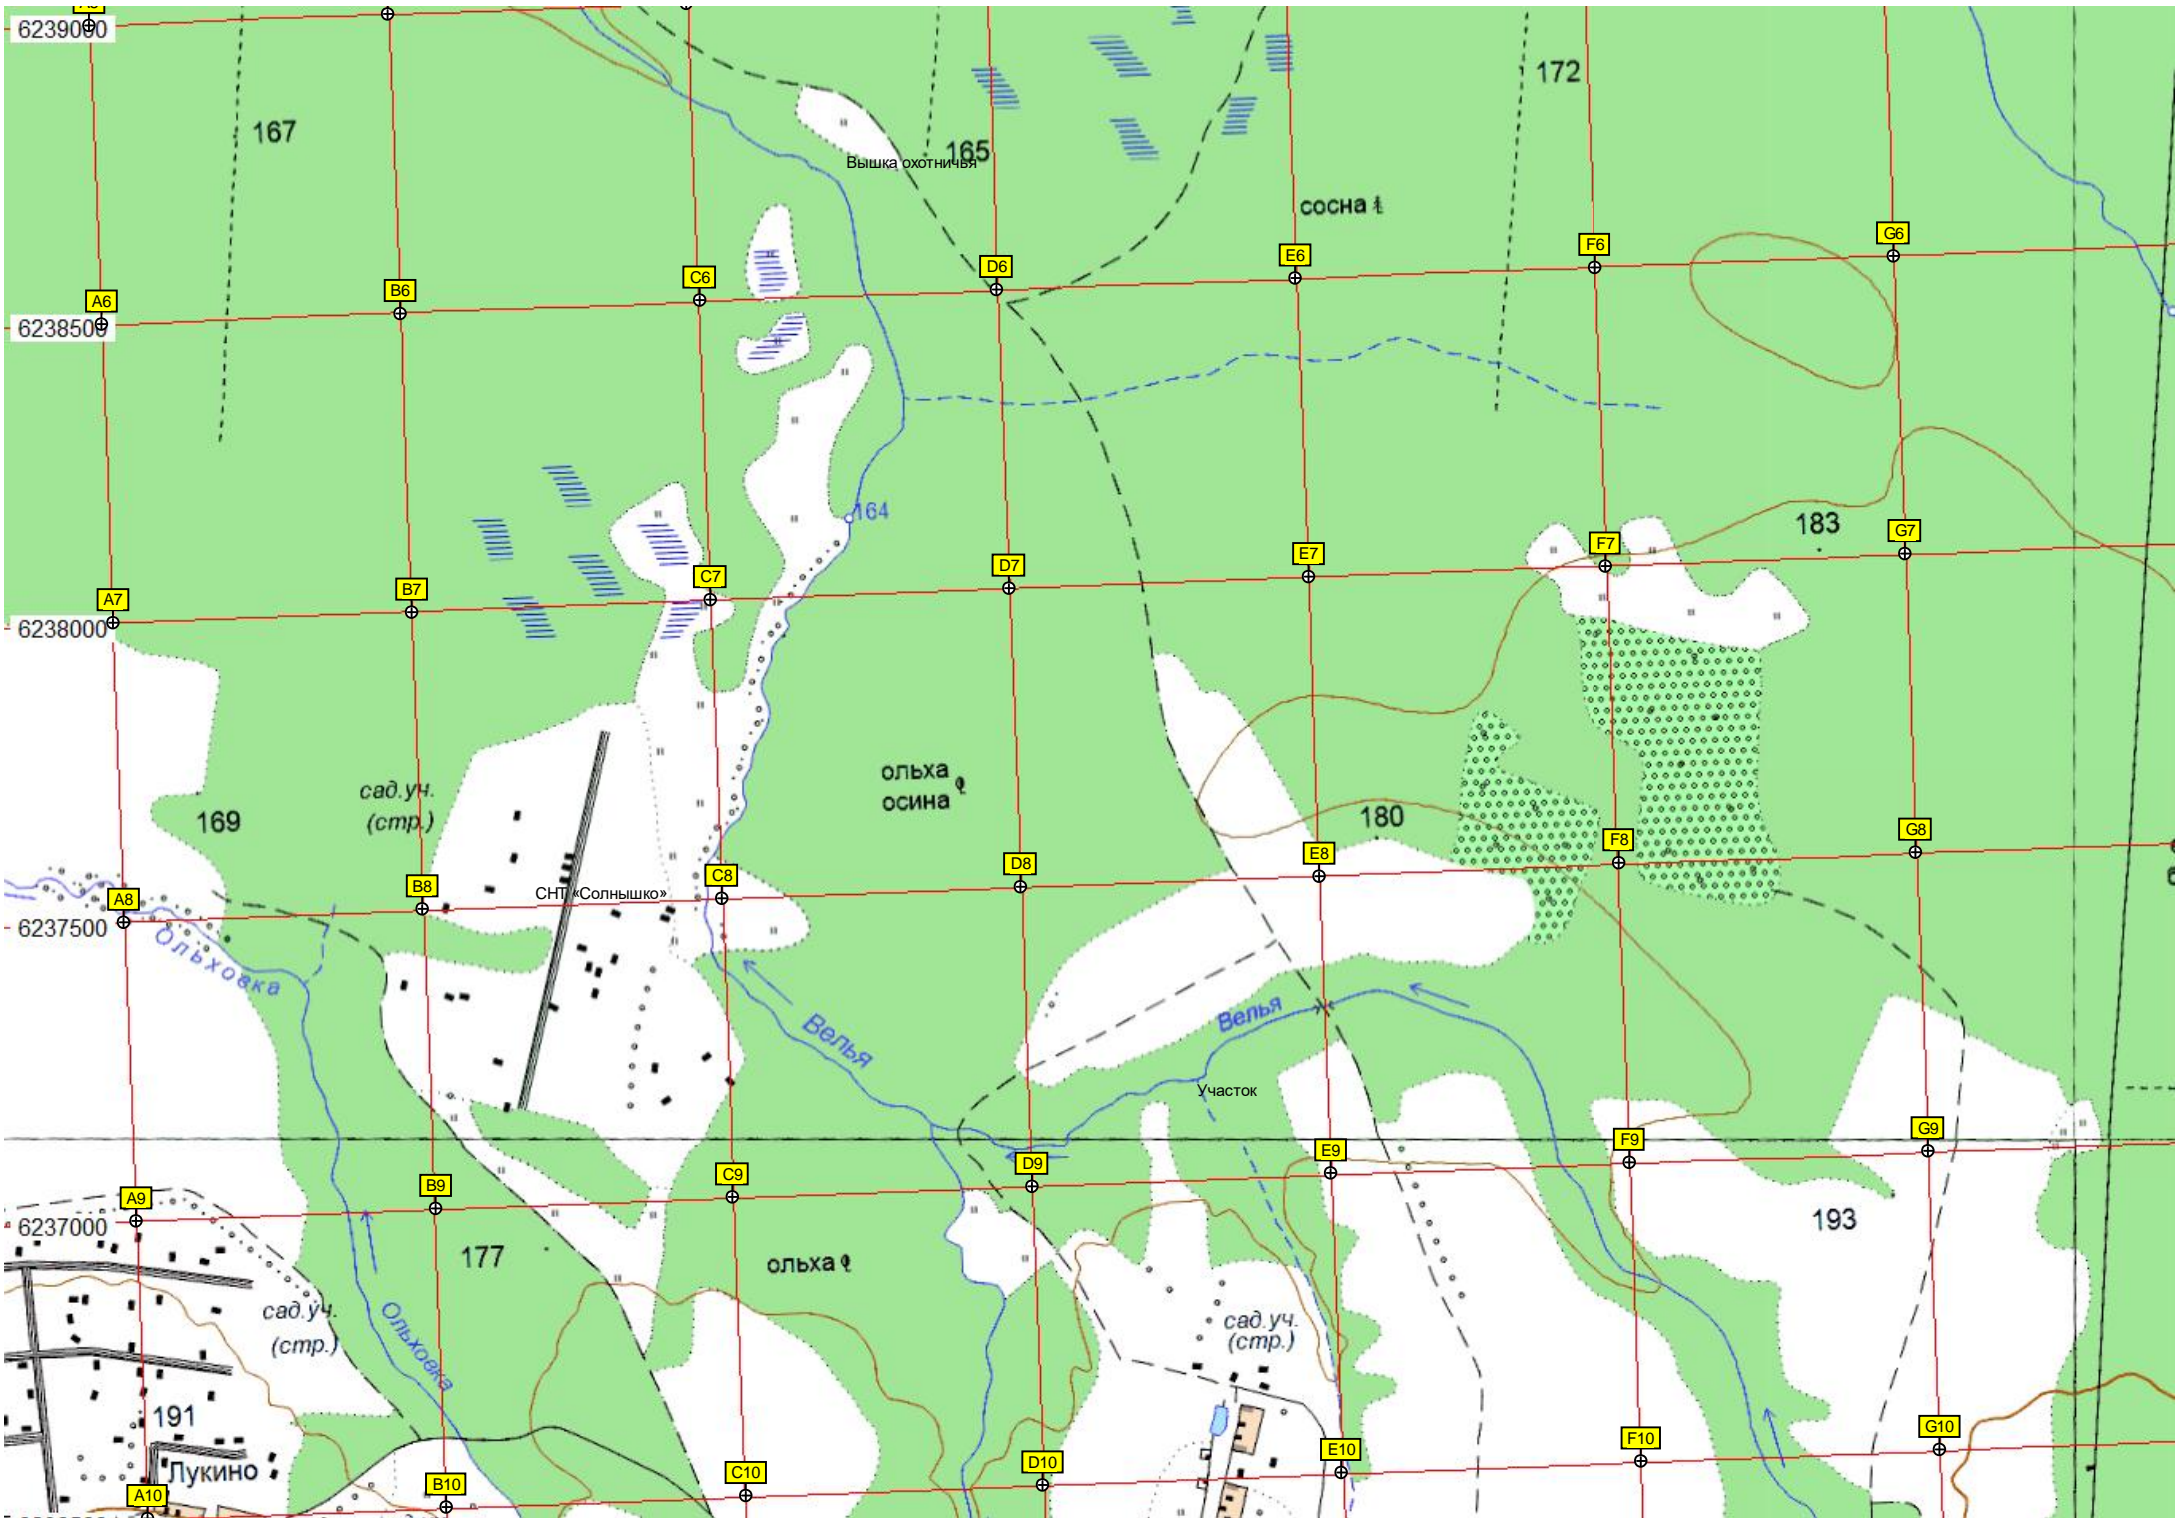 6239000
172
167
165
Вышка охотничья
сосна
G6
F6
E6
D6
C6
B6
A6
6238500
164
183
G7
F7
E7
D7
C7
B7
A7
6238000
ольха
осина
сад.уч.
(стр.)
169
180
G8
F8
E8
D8
C8
B8
A8
СНТ «Солнышко»
6237500
Ольховка
Велья
Велья
Участок
G9
F9
E9
D9
C9
B9
A9
6237000
193
177
ольха
сад.уч.
(стр.)
сад.уч.
(стр.)
Ольховка
191
Лукино
G10
F10
E10
D10
C10
B10
A10